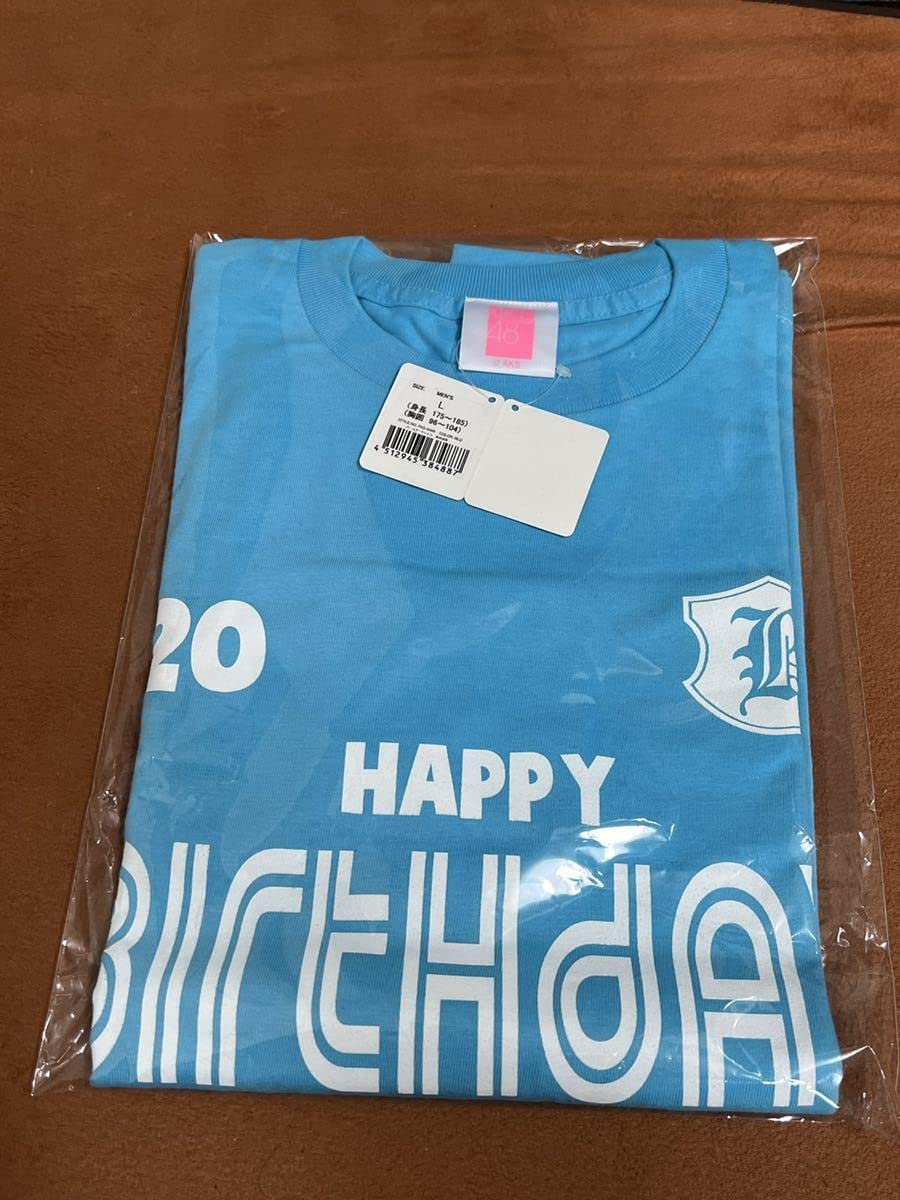 48
SIZE MEN'S
L
(身長 175〜185)
(胸囲 96〜104)
4 512945 384887
20
HAPPY
BIRTHDA